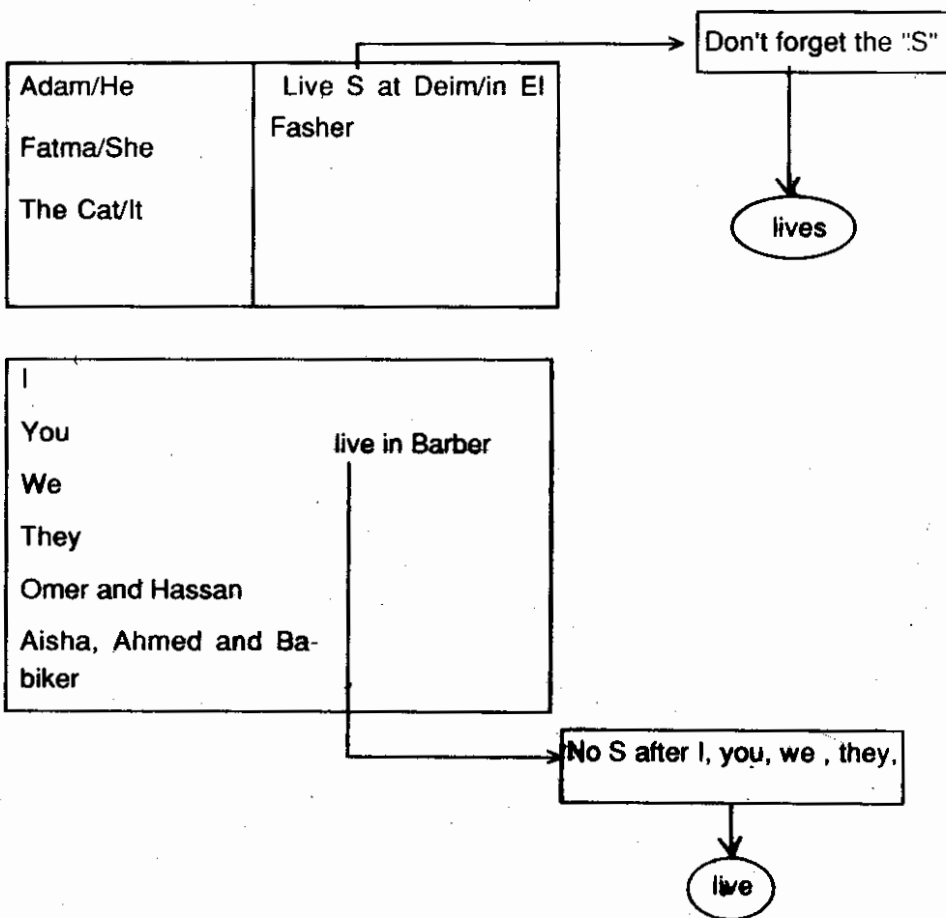 Don't forget the "S"
Adam/He
Fatma/She
The Cat/It
Live S at Deim/in El
Fasher
lives
I
You
We
They
Omer and Hassan
Aisha, Ahmed and Ba-
biker
live in Barber
No S after I, you, we , they,
live